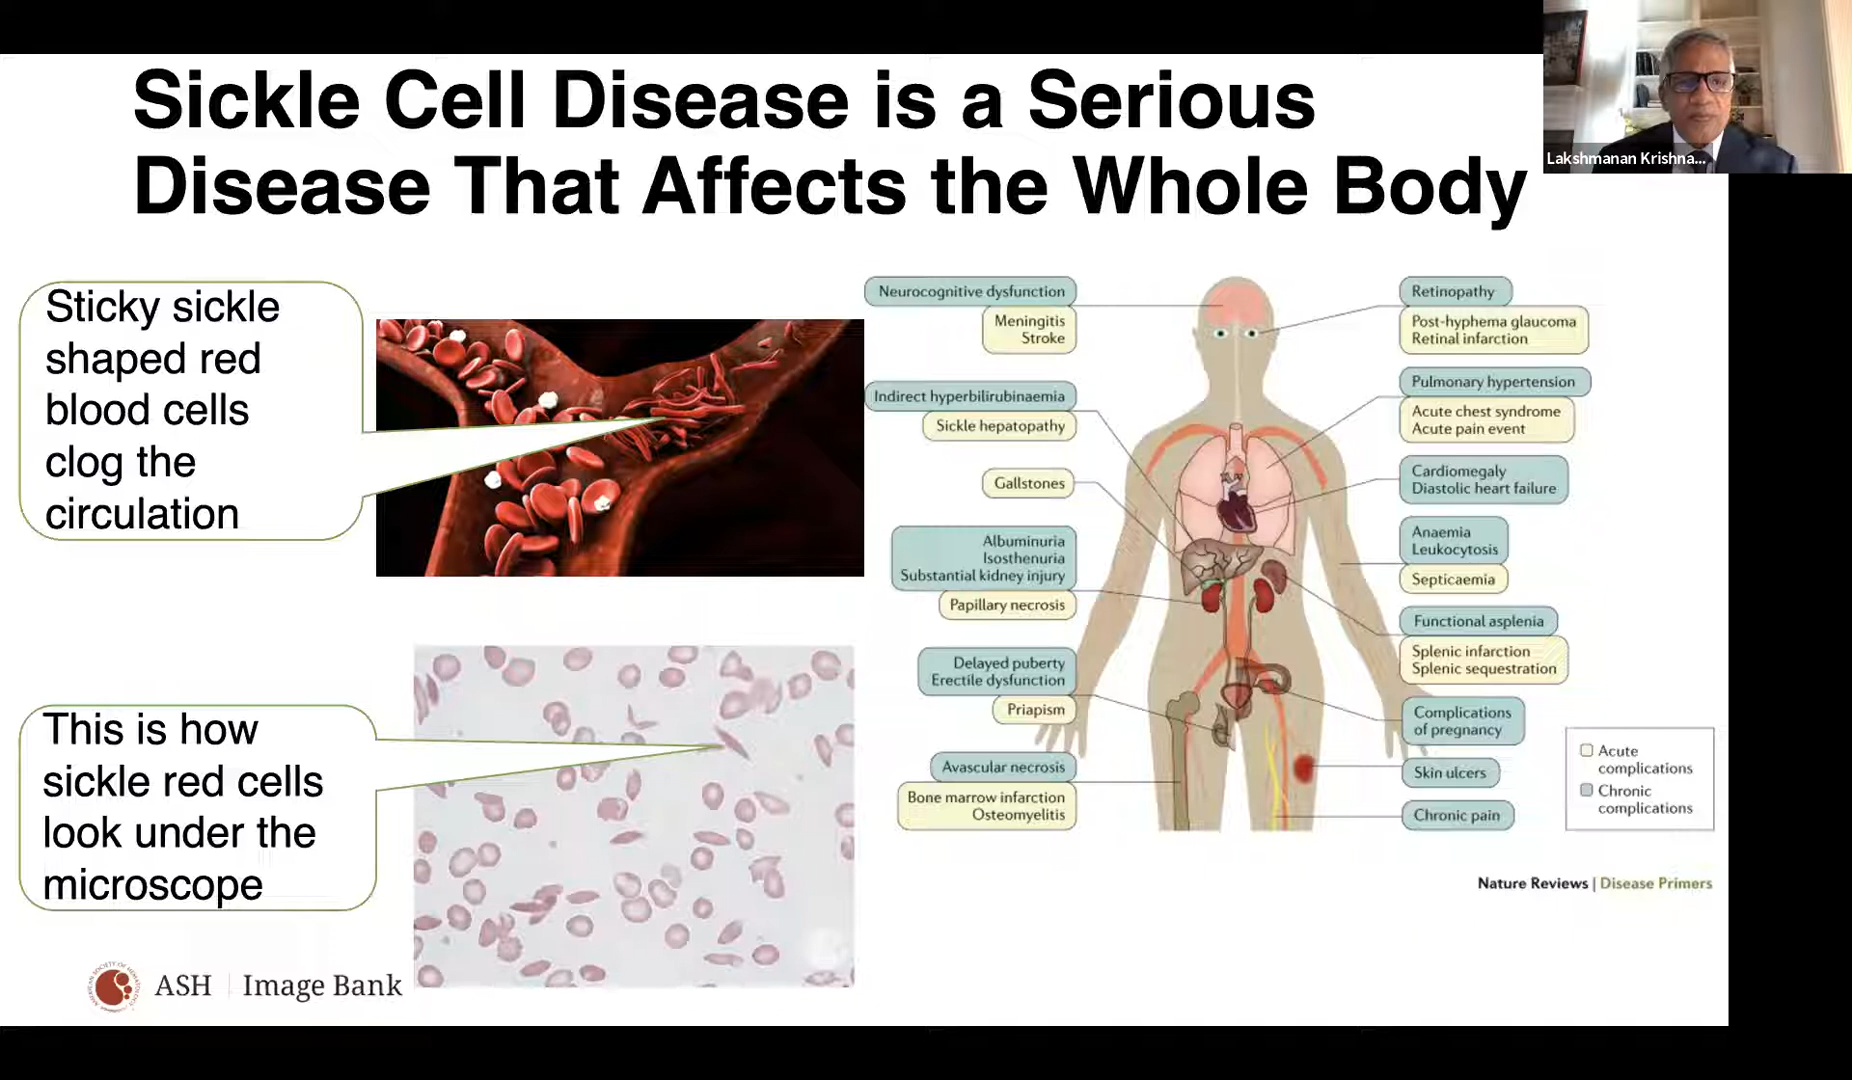 Sickle Cell Disease is a Serious
Disease That Affects the Whole Body
Lakshmanan Krishna...
Sticky sickle
shaped red
blood cells
clog the
circulation
This is how
sickle red cells
look under the
microscope
ASH | Image Bank
Neurocognitive dysfunction
Meningitis
Stroke
Indirect hyperbilirubinaemia
Sickle hepatopathy
Gallstones
Albuminuria
Isosthenuria
Substantial kidney injury
Papillary necrosis
Delayed puberty
Erectile dysfunction
Priapism
Avascular necrosis
Bone marrow infarction
Osteomyelitis
Retinopathy
Post-hyphema glaucoma
Retinal infarction
Pulmonary hypertension
Acute chest syndrome
Acute pain event
Cardiomegaly
Diastolic heart failure
Anaemia
Leukocytosis
Septicaemia
Functional asplenia
Splenic infarction
Splenic sequestration
Complications
of pregnancy
Skin ulcers
Chronic pain
Acute
complications
Chronic
complications
Nature Reviews | Disease Primers